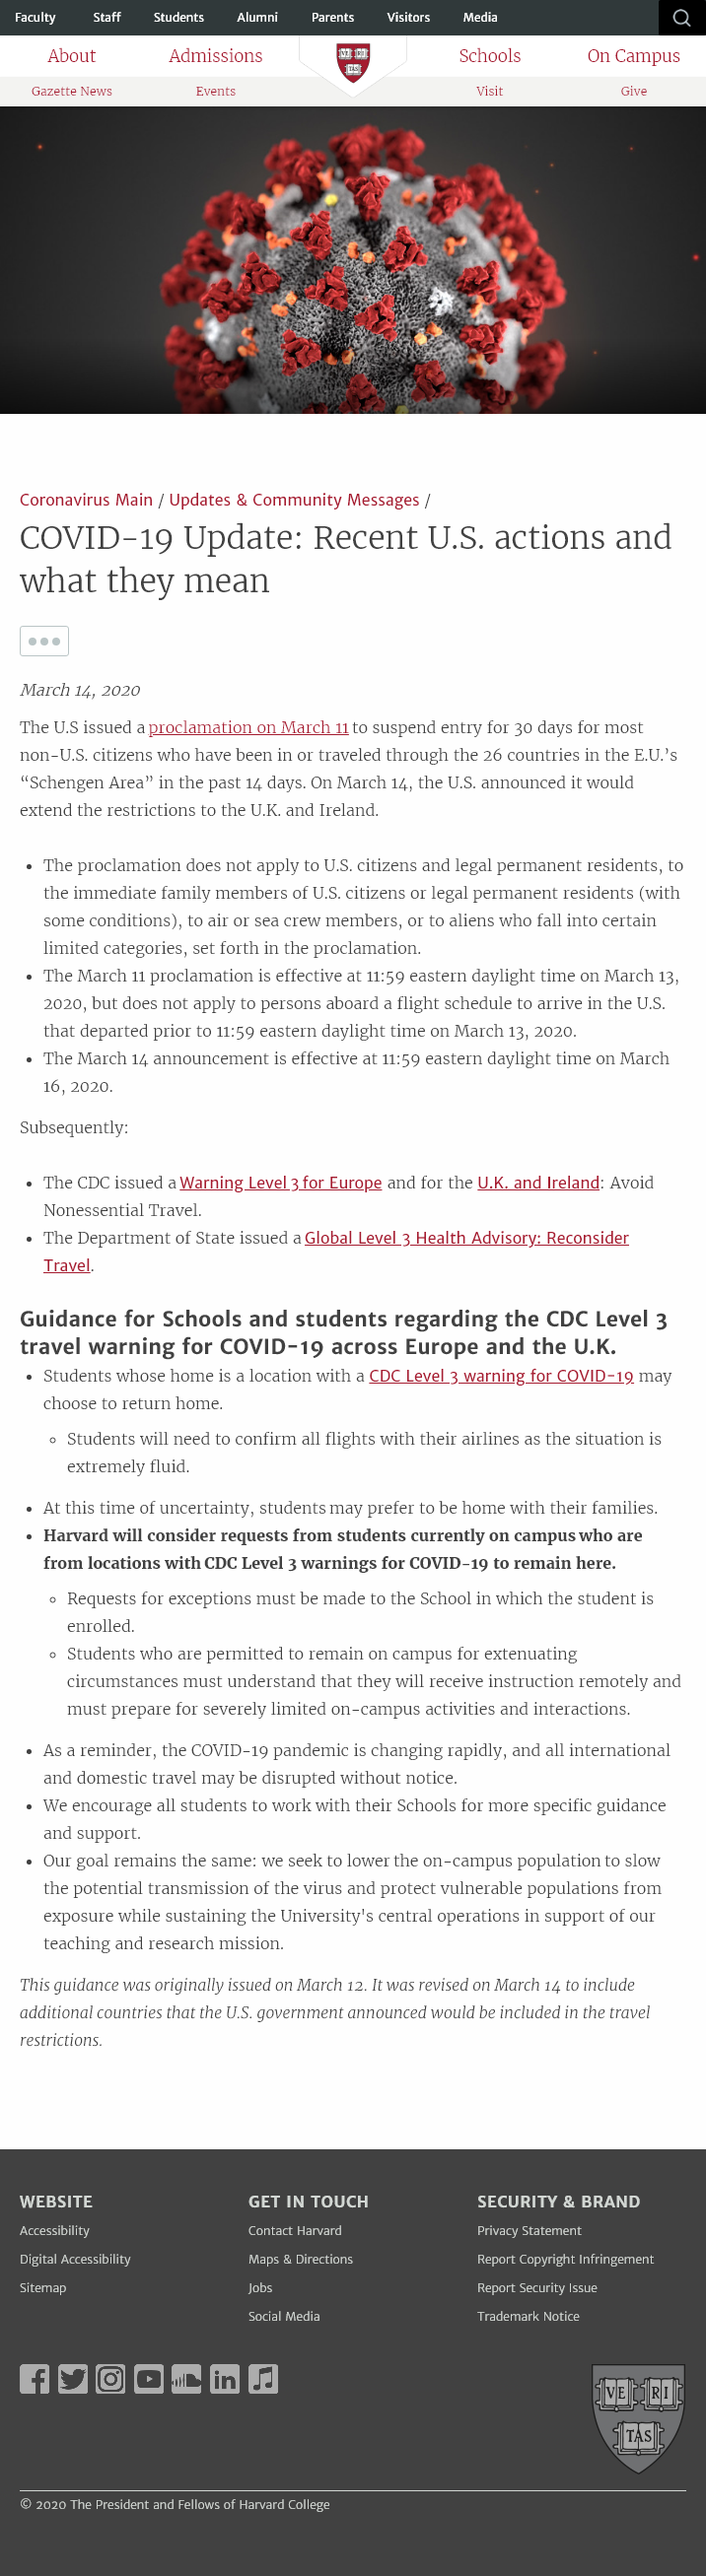 Faculty Staff Students Alumni Parents Visitors Media
About Admissions Schools On Campus
Gazette News Events Visit Give
Coronavirus Main / Updates & Community Messages /
COVID-19 Update: Recent U.S. actions and
what they mean
March 14, 2020
The U.S issued a proclamation on March 11 to suspend entry for 30 days for most
non-U.S. citizens who have been in or traveled through the 26 countries in the E.U.’s
“Schengen Area” in the past 14 days. On March 14, the U.S. announced it would
extend the restrictions to the U.K. and Ireland.
• The proclamation does not apply to U.S. citizens and legal permanent residents, to
the immediate family members of U.S. citizens or legal permanent residents (with
some conditions), to air or sea crew members, or to aliens who fall into certain
limited categories, set forth in the proclamation.
• The March 11 proclamation is effective at 11:59 eastern daylight time on March 13,
2020, but does not apply to persons aboard a flight schedule to arrive in the U.S.
that departed prior to 11:59 eastern daylight time on March 13, 2020.
• The March 14 announcement is effective at 11:59 eastern daylight time on March
16, 2020.
Subsequently:
• The CDC issued a Warning Level 3 for Europe and for the U.K. and Ireland: Avoid
Nonessential Travel.
• The Department of State issued a Global Level 3 Health Advisory: Reconsider
Travel.
Guidance for Schools and students regarding the CDC Level 3
travel warning for COVID-19 across Europe and the U.K.
• Students whose home is a location with a CDC Level 3 warning for COVID-19 may
choose to return home.
◦ Students will need to confirm all flights with their airlines as the situation is
extremely fluid.
• At this time of uncertainty, students may prefer to be home with their families.
• Harvard will consider requests from students currently on campus who are
from locations with CDC Level 3 warnings for COVID-19 to remain here.
◦ Requests for exceptions must be made to the School in which the student is
enrolled.
◦ Students who are permitted to remain on campus for extenuating
circumstances must understand that they will receive instruction remotely and
must prepare for severely limited on-campus activities and interactions.
• As a reminder, the COVID-19 pandemic is changing rapidly, and all international
and domestic travel may be disrupted without notice.
• We encourage all students to work with their Schools for more specific guidance
and support.
• Our goal remains the same: we seek to lower the on-campus population to slow
the potential transmission of the virus and protect vulnerable populations from
exposure while sustaining the University's central operations in support of our
teaching and research mission.
This guidance was originally issued on March 12. It was revised on March 14 to include
additional countries that the U.S. government announced would be included in the travel
restrictions.
WEBSITE GET IN TOUCH SECURITY & BRAND
Accessibility Contact Harvard Privacy Statement
Digital Accessibility Maps & Directions Report Copyright Infringement
Sitemap Jobs Report Security Issue
Social Media Trademark Notice
VE RI
TAS
© 2020 The President and Fellows of Harvard College